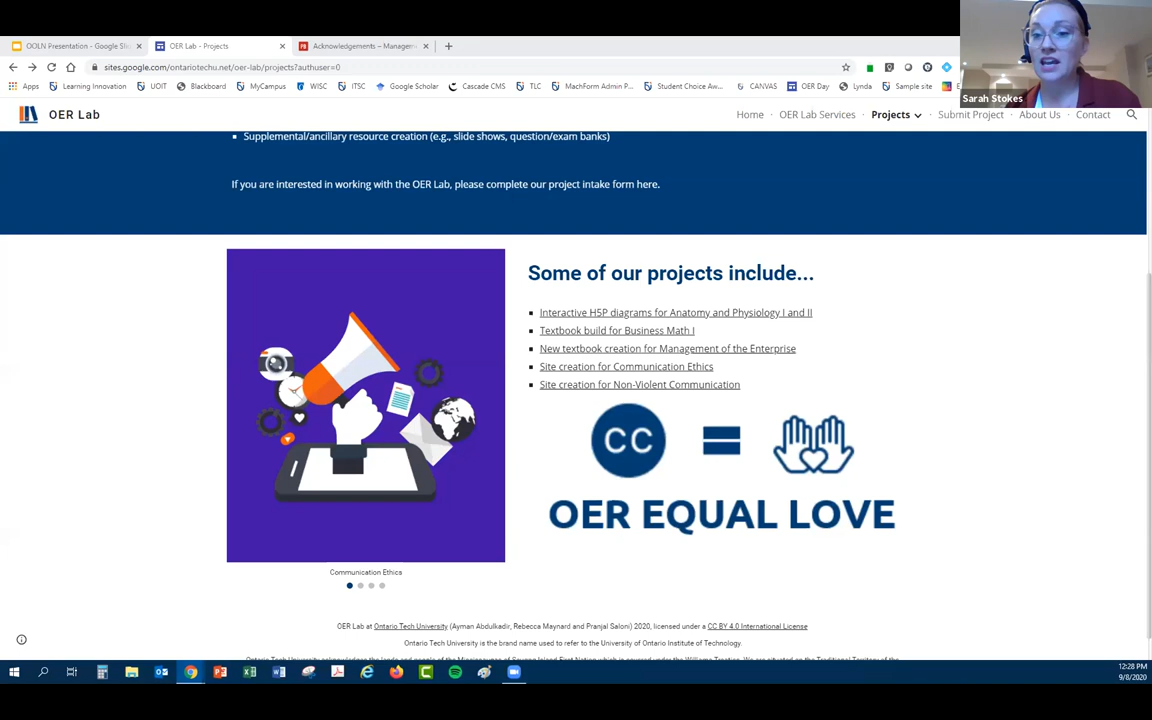 OOLN Presentation - Google Sli
OER Lab - Projects
Acknowledgements – Managem
sites.google.com/ontariotechu.net/oer-lab/projects?authuser=0
Apps
Learning Innovation
UOIT
Blackboard
MyCampus
WISC
ITSC
Google Scholar
Cascade CMS
TLC
MachForm Admin P...
Student Choice Aw...
CANVAS
OER Day
Lynda
Sample site
Sarah Stokes
OER Lab
Home
OER Lab Services
Projects
Submit Project
About Us
Contact
Supplemental/ancillary resource creation (e.g., slide shows, question/exam banks)
If you are interested in working with the OER Lab, please complete our project intake form here.
Some of our projects include...
Interactive H5P diagrams for Anatomy and Physiology I and II
Textbook build for Business Math I
New textbook creation for Management of the Enterprise
Site creation for Communication Ethics
Site creation for Non-Violent Communication
CC
OER EQUAL LOVE
Communication Ethics
OER Lab at Ontario Tech University (Ayman Abdulkadir, Rebecca Maynard and Pranjal Saloni) 2020, licensed under a CC BY 4.0 International License
Ontario Tech University is the brand name used to refer to the University of Ontario Institute of Technology.
12:28 PM
9/8/2020